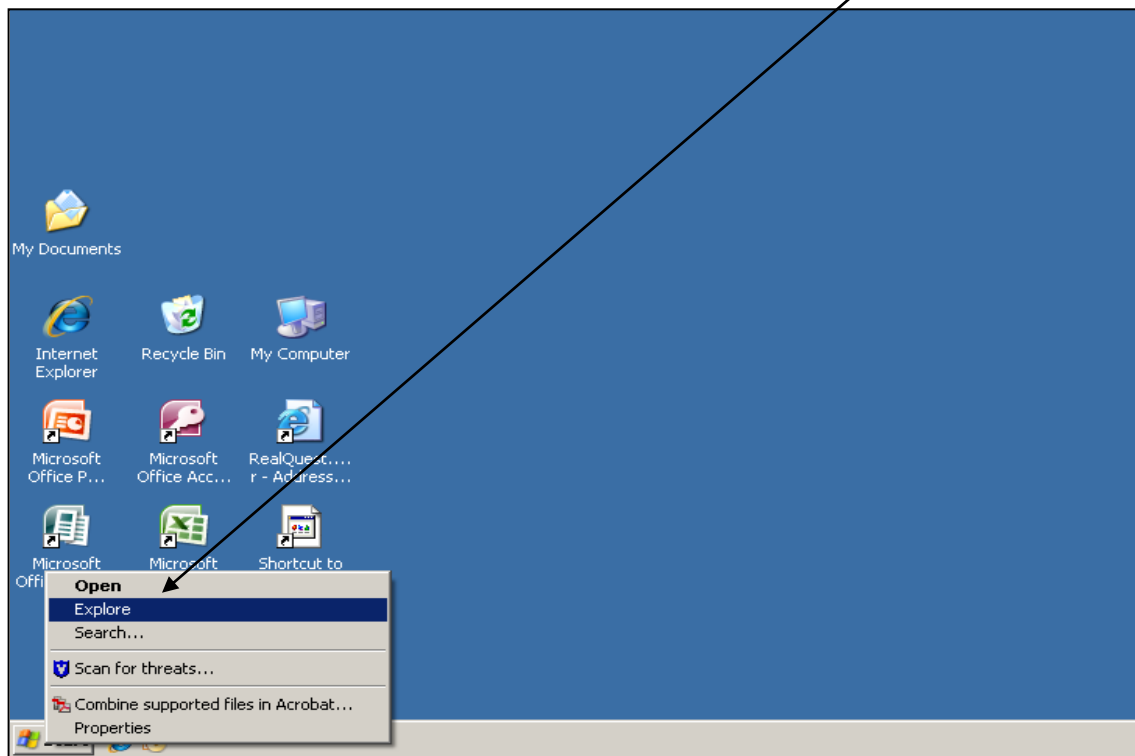 My Documents
Internet
Explorer
Recycle Bin
My Computer
Microsoft
Office P...
Microsoft
Office Acc...
RealQuest....
r - Address...
Microsoft
Offi
Microsoft
Shortcut to
Open
Explore
Search...
Scan for threats...
Combine supported files in Acrobat...
Properties